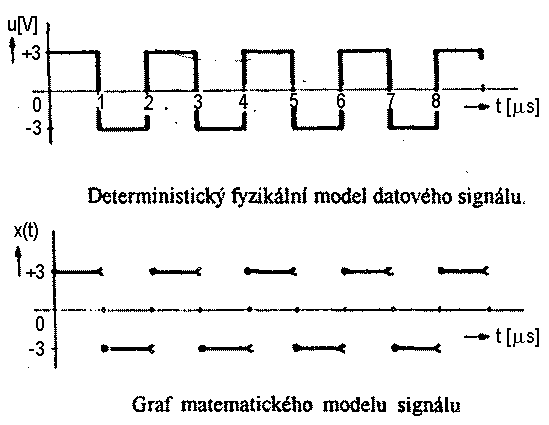 u[V]
+3
0 1 2 3 4 5 6 7 8 t [μs]
-3
Deterministický fyzikální model datového signálu.
x(t)
+3
0
t [μs]
-3
Graf matematického modelu signálu